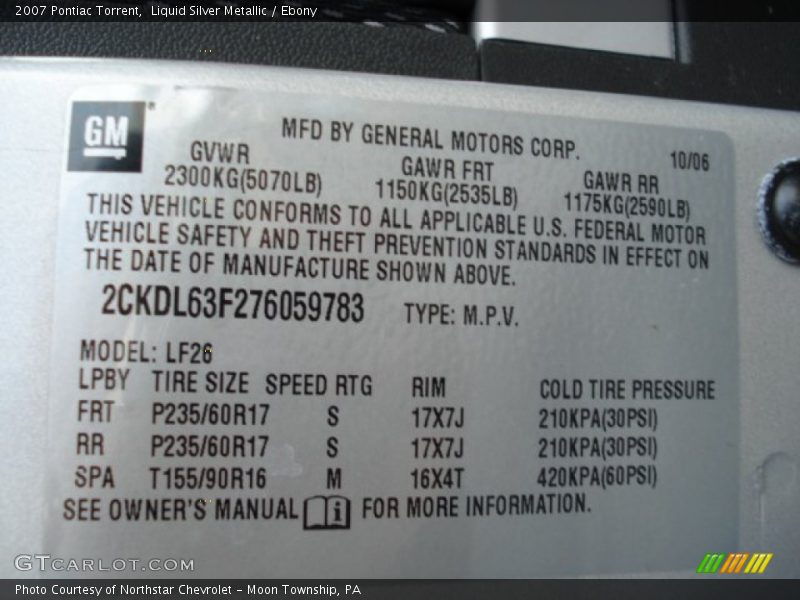 2007 Pontiac Torrent,  Liquid Silver Metallic / Ebony
GM
MFD BY GENERAL MOTORS CORP.
10/06
GVWR
GAWR FRT
GAWR RR
2300KG(5070LB)
1150KG(2535LB)
1175KG(2590LB)
THIS VEHICLE CONFORMS TO ALL APPLICABLE U.S. FEDERAL MOTOR
VEHICLE SAFETY AND THEFT PREVENTION STANDARDS IN EFFECT ON
THE DATE OF MANUFACTURE SHOWN ABOVE.
2CKDL63F276059783 TYPE: M.P.V.
MODEL: LF26
LPBY TIRE SIZE SPEED RTG RIM COLD TIRE PRESSURE
FRT P235/60R17 S 17X7J 210KPA(30PSI)
RR P235/60R17 S 17X7J 210KPA(30PSI)
SPA T155/90R16 M 16X4T 420KPA(60PSI)
SEE OWNER'S MANUAL i FOR MORE INFORMATION.
GTCARLOT.COM
Photo Courtesy of Northstar Chevrolet - Moon Township, PA